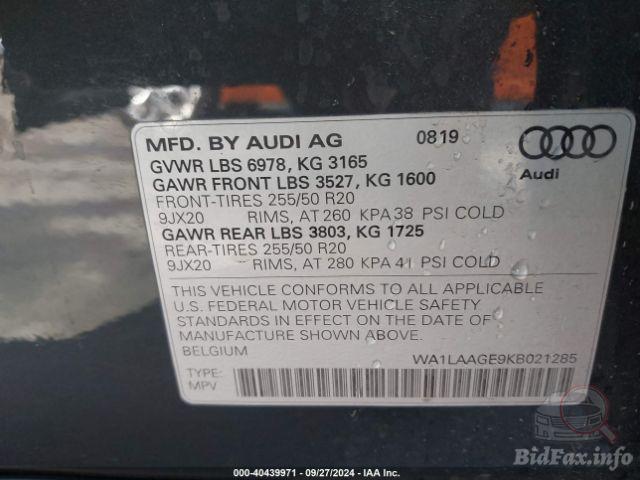 MFD. BY AUDI AG 0819
GVWR LBS 6978, KG 3165
GAWR FRONT LBS 3527, KG 1600
Audi
FRONT-TIRES 255/50 R20
9JX20 RIMS, AT 260 KPA 38 PSI COLD
GAWR REAR LBS 3803, KG 1725
REAR-TIRES 255/50 R20
9JX20 RIMS, AT 280 KPA 41 PSI COLD
THIS VEHICLE CONFORMS TO ALL APPLICABLE
U.S. FEDERAL MOTOR VEHICLE SAFETY
STANDARDS IN EFFECT ON THE DATE OF
MANUFACTURE SHOWN ABOVE.
BELGIUM WA1LAAGE9KB021285
TYPE:
MPV
BidFax.info
000 - 40439971 - 09/27/2024 - IAA Inc.